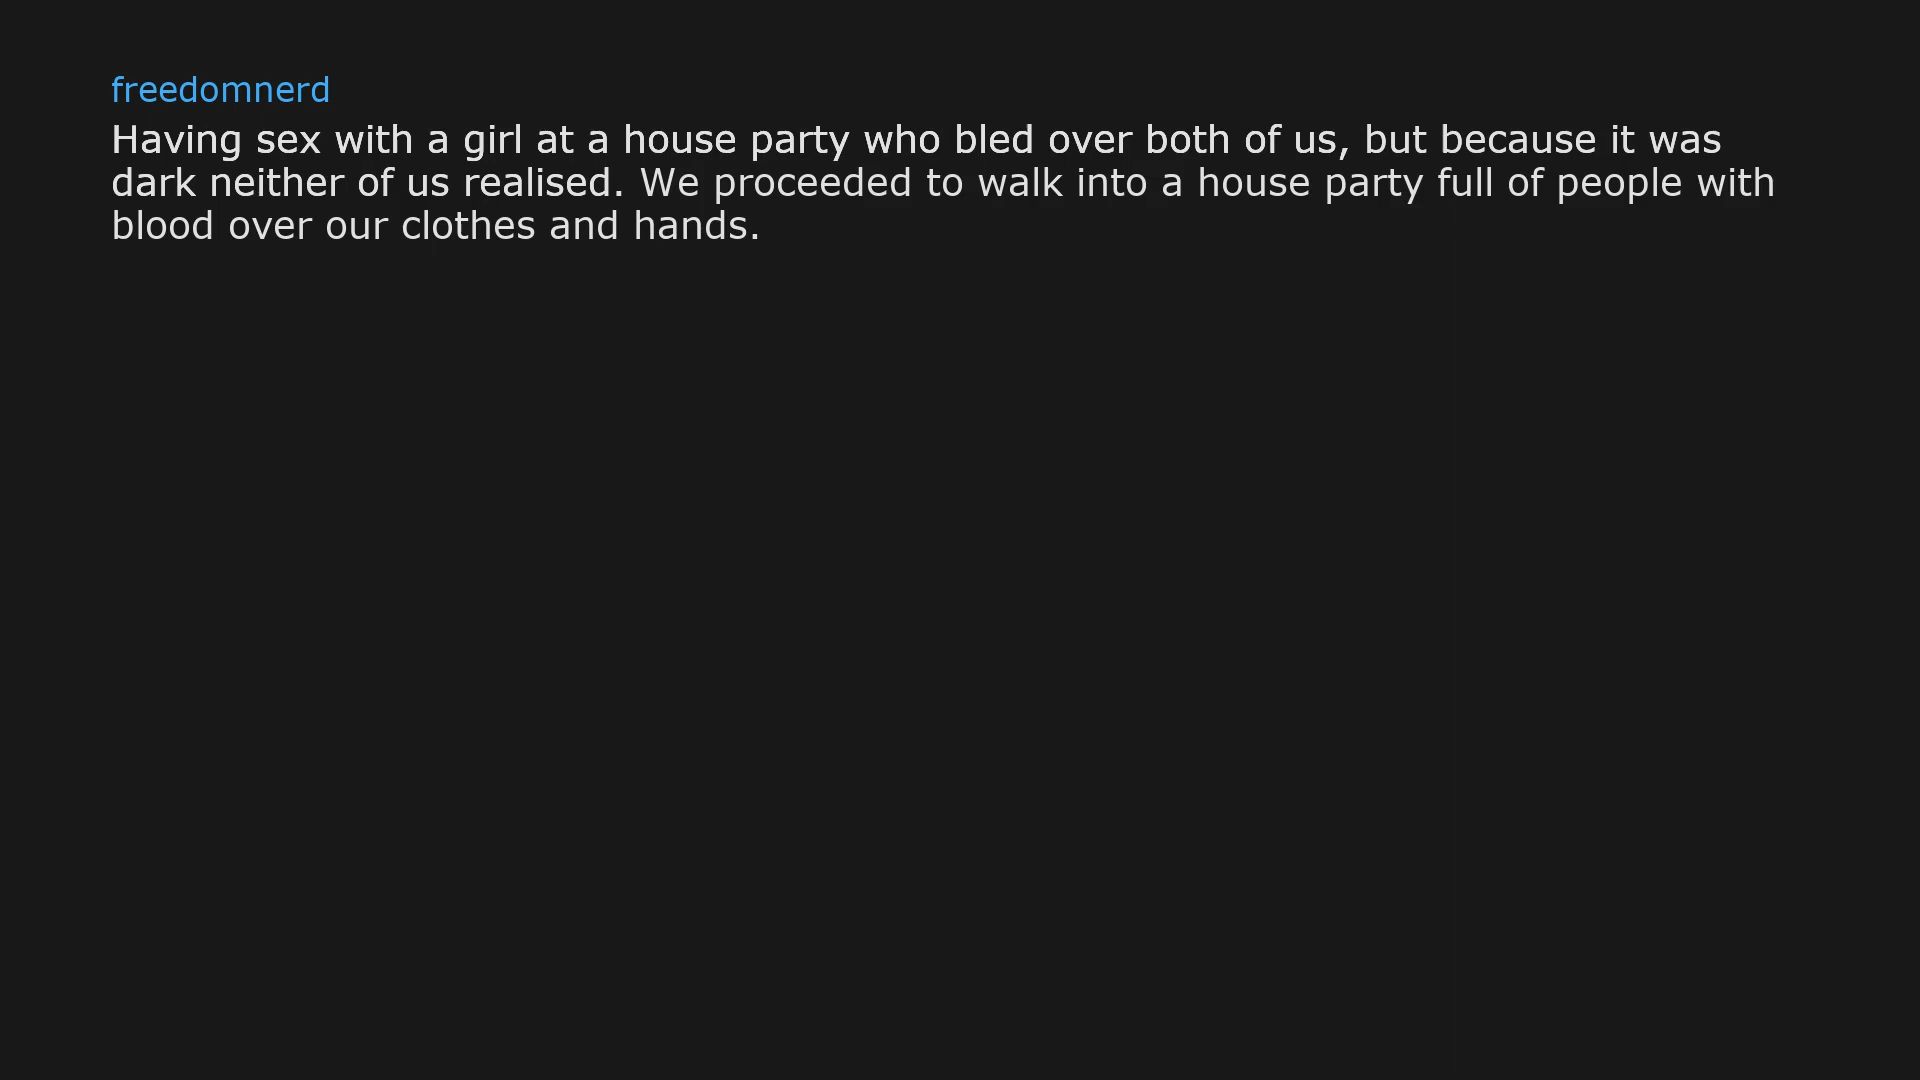 freedomnerd
Having sex with a girl at a house party who bled over both of us, but because it was
dark neither of us realised. We proceeded to walk into a house party full of people with
blood over our clothes and hands.